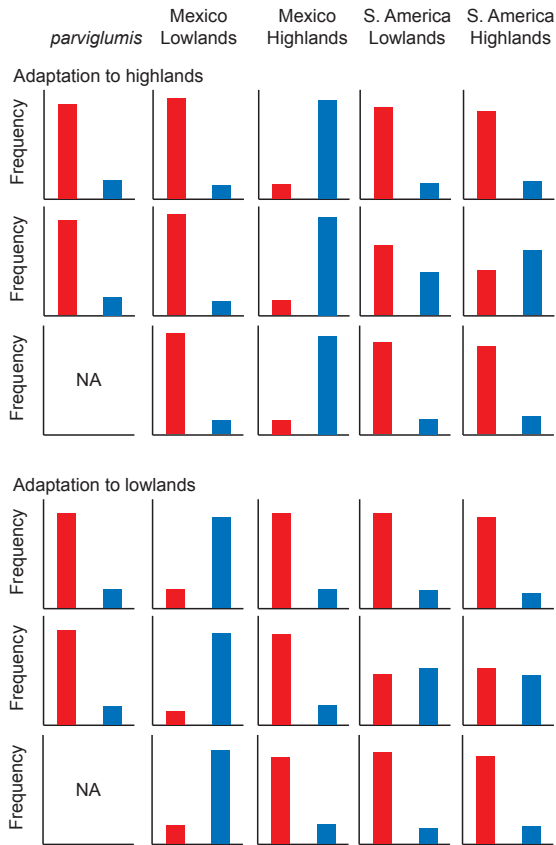 parviglumis
Mexico
Lowlands
Mexico
Highlands
S. America
Lowlands
S. America
Highlands
Adaptation to highlands
Frequency
Frequency
Frequency
NA
Adaptation to lowlands
Frequency
Frequency
Frequency
NA